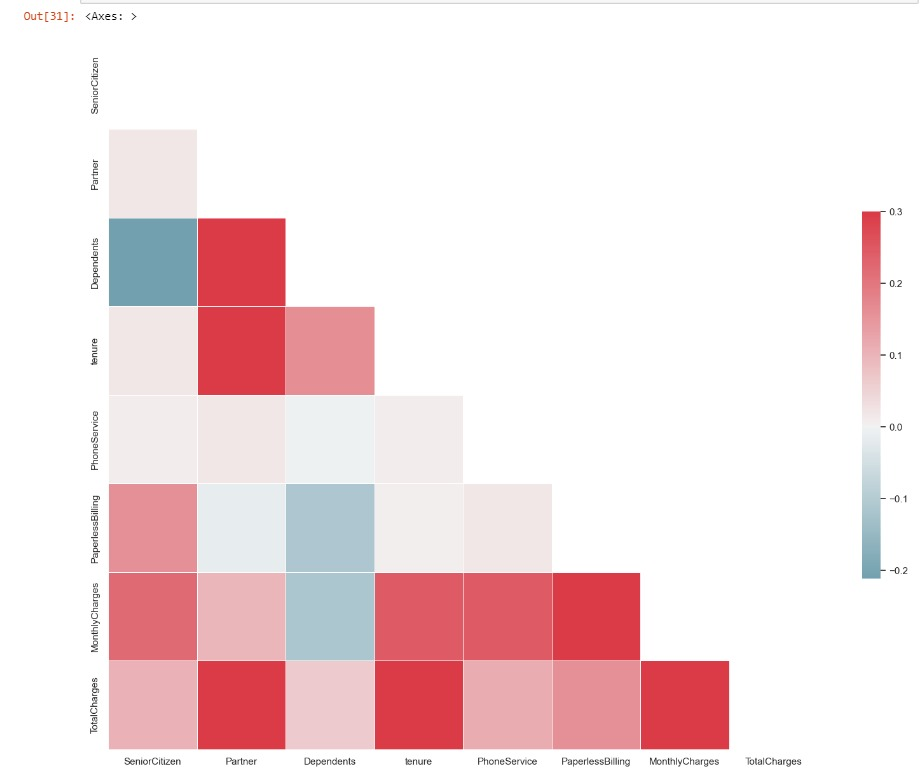 Out[31]: <Axes: >
SeniorCitizen
Partner
Dependents
tenure
PhoneService
PaperlessBilling
MonthlyCharges
TotalCharges
0.3
0.2
0.1
0.0
−0.1
−0.2
SeniorCitizen Partner Dependents tenure PhoneService PaperlessBilling MonthlyCharges TotalCharges